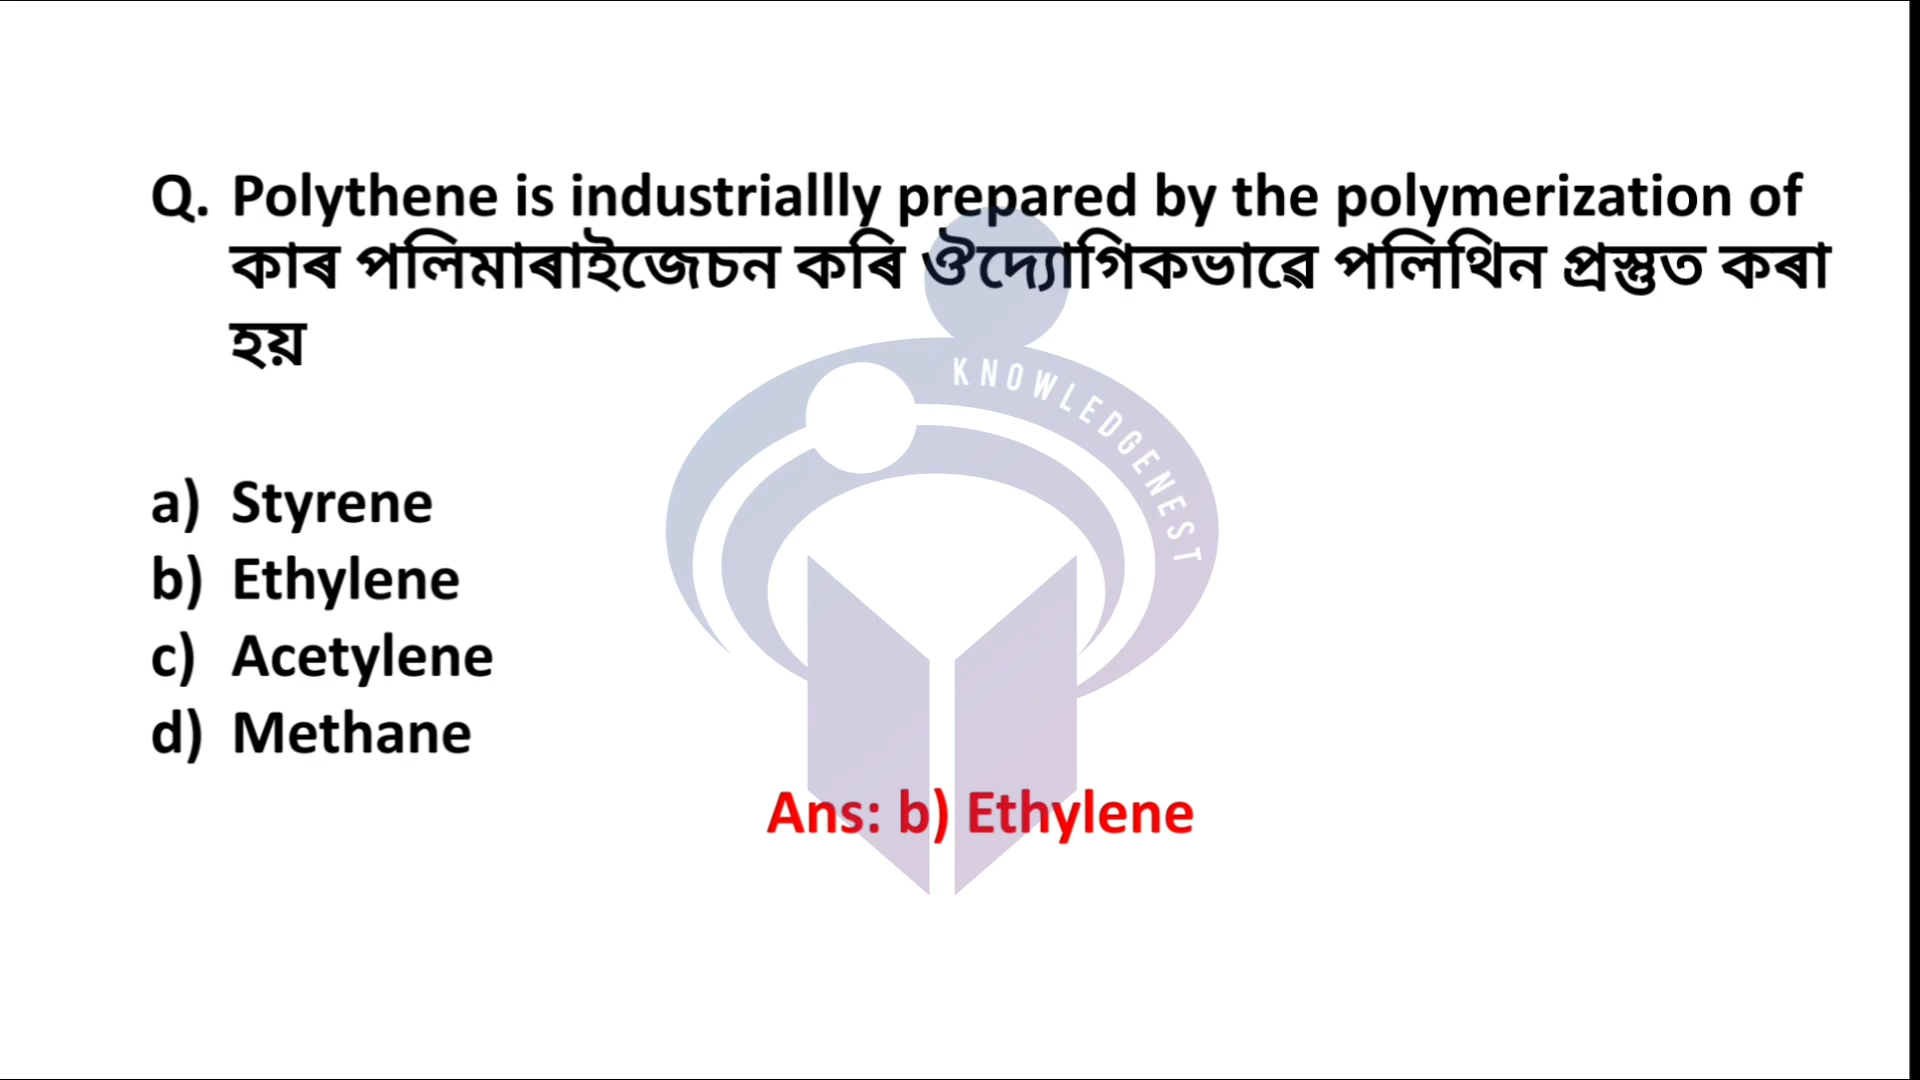 Q. Polythene is industriallly prepared by the polymerization of
কাৰ পলিমাৰাইজেচন কৰি ঔদ্যোগিকভাৱে পলিথিন প্ৰস্তুত কৰা
হয়
KNOWLEDGENEST
a) Styrene
b) Ethylene
c) Acetylene
d) Methane
Ans: b) Ethylene